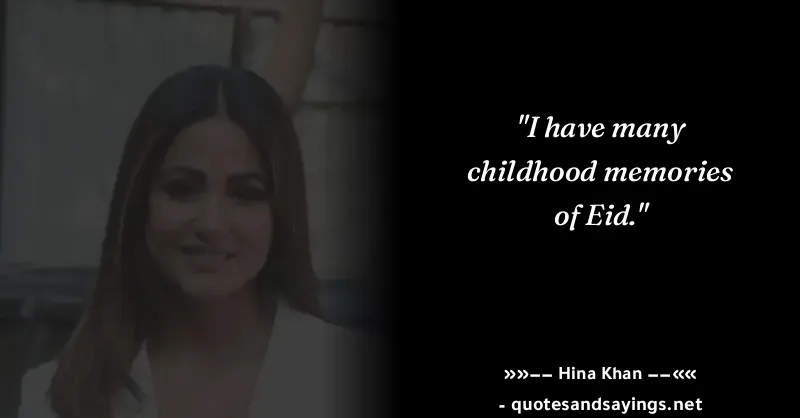 "I have many
childhood memories
of Eid."
»»−− Hina Khan −−««
- quotesandsayings.net